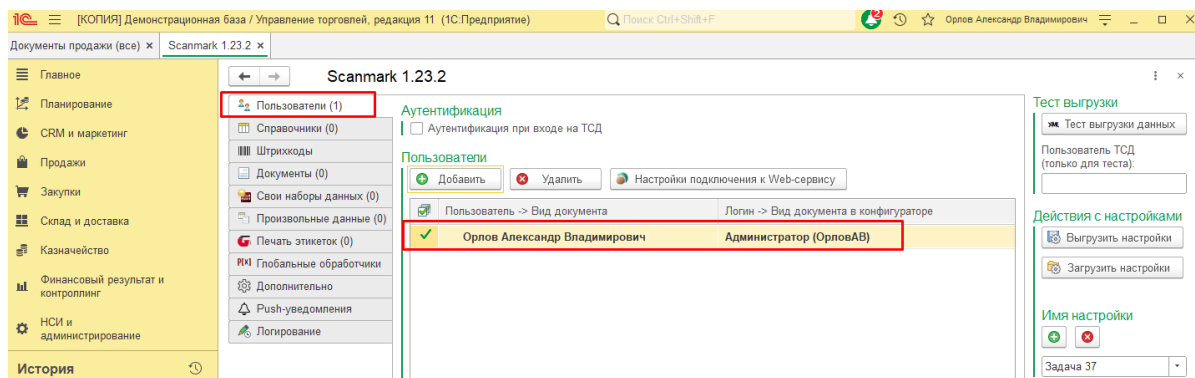 [КОПИЯ] Демонстрационная база / Управление торговлей, редакция 11 (1С:Предприятие)
Поиск Ctrl+Shift+F
Орлов Александр Владимирович
Документы продажи (все) ×
Scanmark 1.23.2 ×
Главное
Планирование
CRM и маркетинг
Продажи
Закупки
Склад и доставка
Казначейство
Финансовый результат и
контроллинг
НСИ и
администрирование
История
Scanmark 1.23.2
Пользователи (1)
Справочники (0)
Штрихкоды
Документы (0)
Свои наборы данных (0)
Произвольные данные (0)
Печать этикеток (0)
Глобальные обработчики
Дополнительно
Push-уведомления
Логирование
Аутентификация
Аутентификация при входе на ТСД
Пользователи
Добавить
Удалить
Настройки подключения к Web-сервису
Пользователь -> Вид документа
Логин -> Вид документа в конфигураторе
Орлов Александр Владимирович
Администратор (ОрловАВ)
Тест выгрузки
Тест выгрузки данных
Пользователь ТСД
(только для теста):
Действия с настройками
Выгрузить настройки
Загрузить настройки
Имя настройки
Задача 37